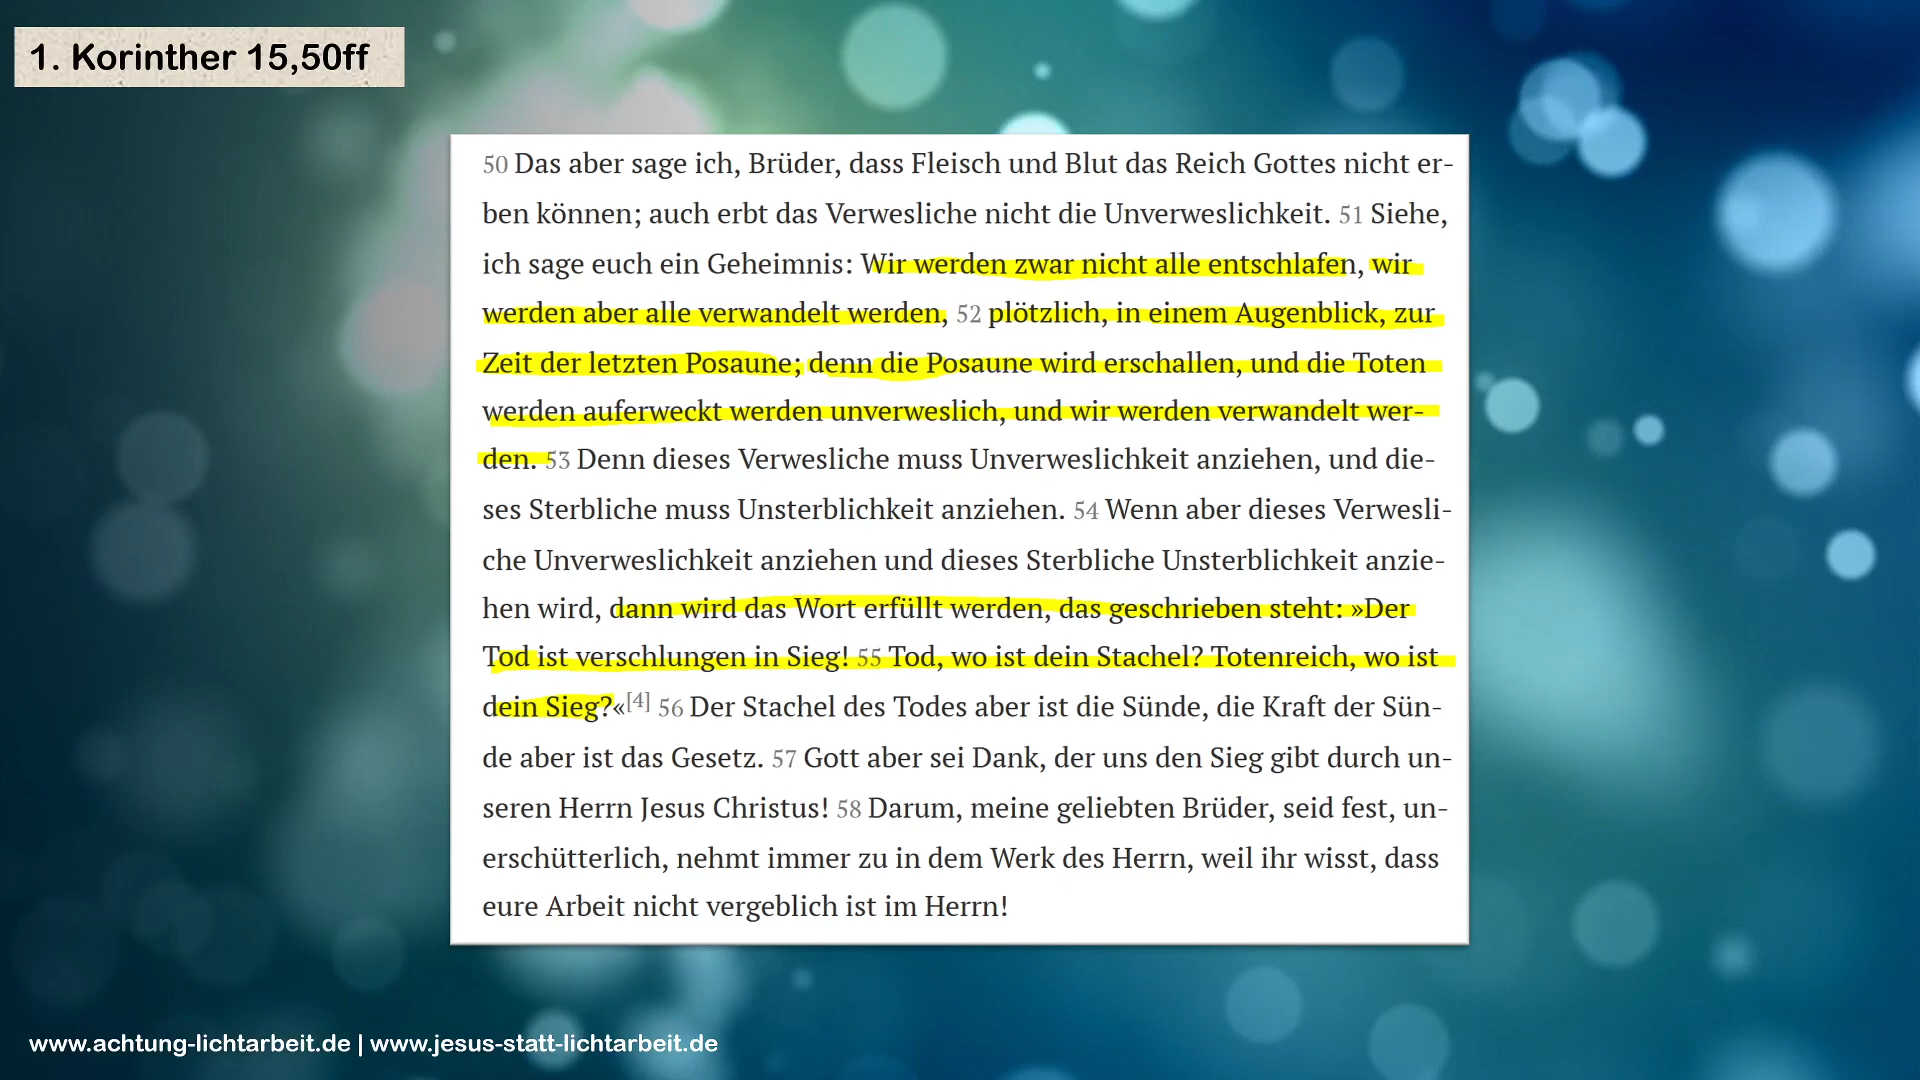 1. Korinther 15,50ff
50 Das aber sage ich, Brüder, dass Fleisch und Blut das Reich Gottes nicht er-
ben können; auch erbt das Verwesliche nicht die Unverweslichkeit. 51 Siehe,
ich sage euch ein Geheimnis: Wir werden zwar nicht alle entschlafen, wir
werden aber alle verwandelt werden, 52 plötzlich, in einem Augenblick, zur
Zeit der letzten Posaune; denn die Posaune wird erschallen, und die Toten
werden auferweckt werden unverweslich, und wir werden verwandelt wer-
den. 53 Denn dieses Verwesliche muss Unverweslichkeit anziehen, und die-
ses Sterbliche muss Unsterblichkeit anziehen. 54 Wenn aber dieses Verwesli-
che Unverweslichkeit anziehen und dieses Sterbliche Unsterblichkeit anzie-
hen wird, dann wird das Wort erfüllt werden, das geschrieben steht: »Der
Tod ist verschlungen in Sieg! 55 Tod, wo ist dein Stachel? Totenreich, wo ist
dein Sieg?«[4] 56 Der Stachel des Todes aber ist die Sünde, die Kraft der Sün-
de aber ist das Gesetz. 57 Gott aber sei Dank, der uns den Sieg gibt durch un-
seren Herrn Jesus Christus! 58 Darum, meine geliebten Brüder, seid fest, un-
erschütterlich, nehmt immer zu in dem Werk des Herrn, weil ihr wisst, dass
eure Arbeit nicht vergeblich ist im Herrn!
www.achtung-lichtarbeit.de | www.jesus-statt-lichtarbeit.de